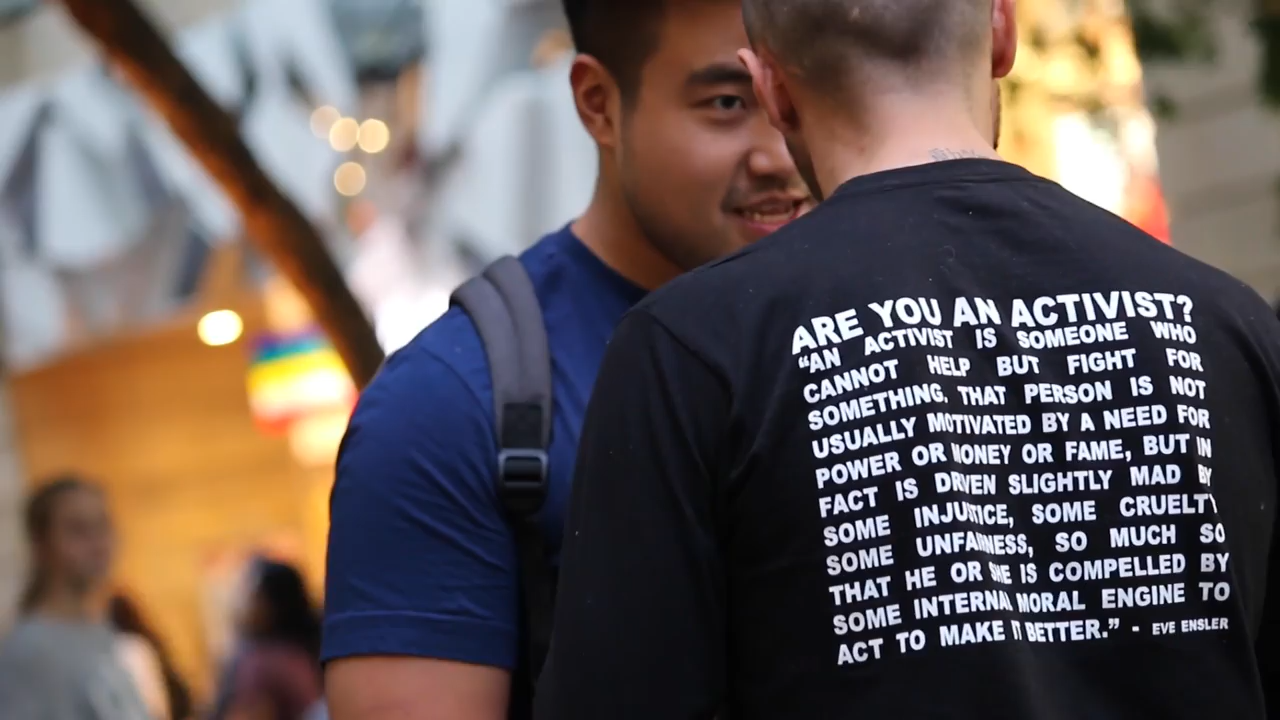 ARE YOU AN ACTIVIST?
“AN ACTIVIST IS SOMEONE WHO
CANNOT HELP BUT FIGHT FOR
SOMETHING. THAT PERSON IS NOT
USUALLY MOTIVATED BY A NEED FOR
POWER OR MONEY OR FAME, BUT IN
FACT IS DRIVEN SLIGHTLY MAD BY
SOME INJUSTICE, SOME CRUELTY
SOME UNFAIRNESS, SO MUCH SO
THAT HE OR SHE IS COMPELLED BY
SOME INTERNAL MORAL ENGINE TO
ACT TO MAKE IT BETTER.” - EVE ENSLER